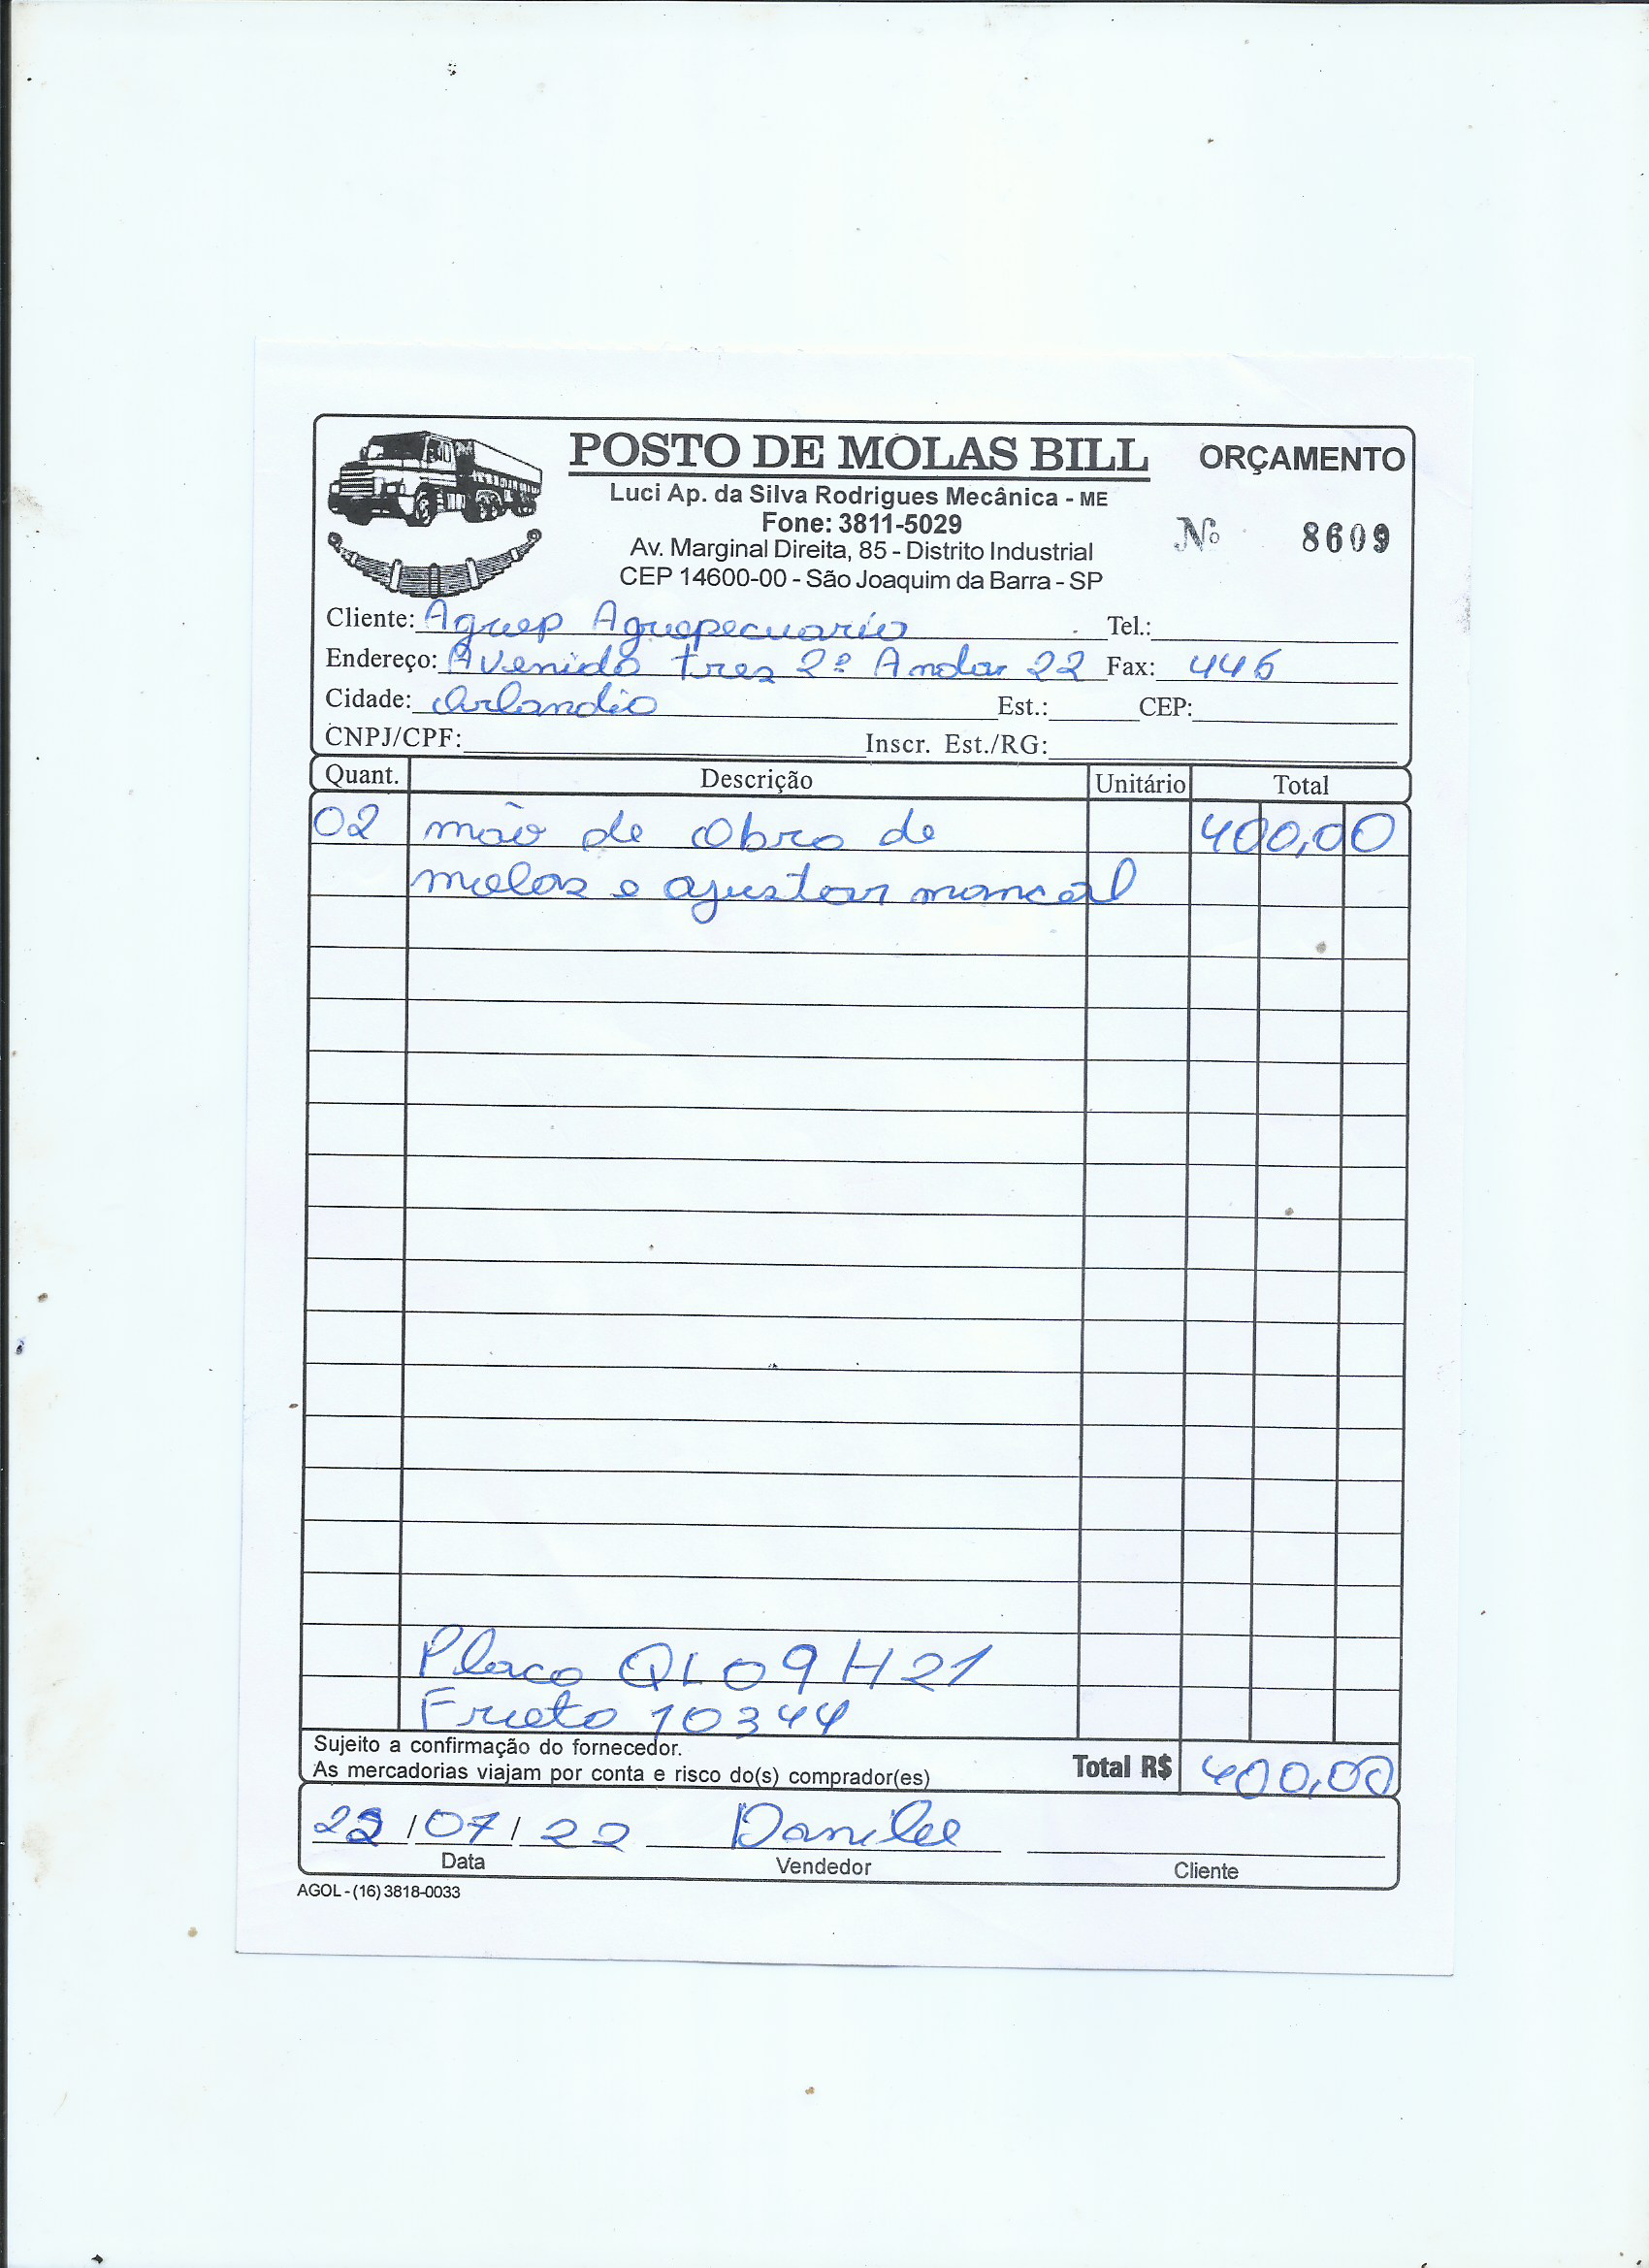 POSTO DE MOLAS BILL
ORÇAMENTO
Luci Ap. da Silva Rodrigues Mecânica - ME
Fone: 3811-5029
Av. Marginal Direita, 85 - Distrito Industrial
CEP 14600-00 - São Joaquim da Barra - SP
Nº 8609
Cliente: Agrop Agropecuario Tel.:
Endereço: Avenida tres 2º Andar 22 Fax: 446
Cidade: Orlandia Est.: CEP:
CNPJ/CPF: Inscr. Est./RG:
Quant. Descrição Unitário Total
02 mão de obra de 400,00
molas e ajustar mancal
Placa QLO9H21
Frota 10344
Sujeito a confirmação do fornecedor.
As mercadorias viajam por conta e risco do(s) comprador(es)
Total R$ 400,00
/07/22 Danilo
Data Vendedor Cliente
AGOL - (16) 3818-0033